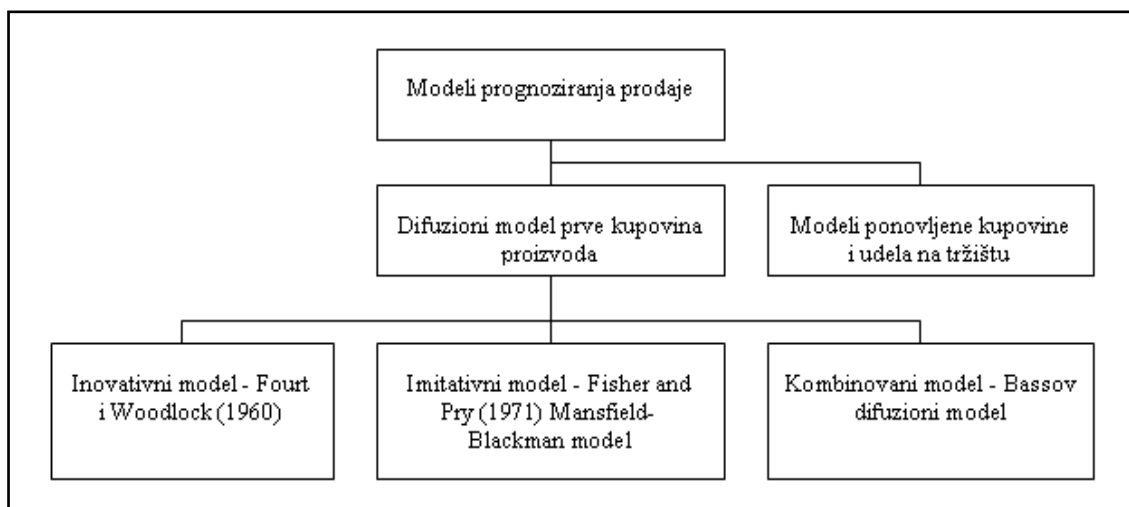 Modeli prognoziranja prodaje
Difuzioni model prve kupovina
proizvoda
Modeli ponovljene kupovine
i udela na tržištu
Inovativni model - Fourt
i Woodlock (1960)
Imitativni model - Fisher and
Pry (1971) Mansfield-
Blackman model
Kombinovani model - Bassov
difuzioni model